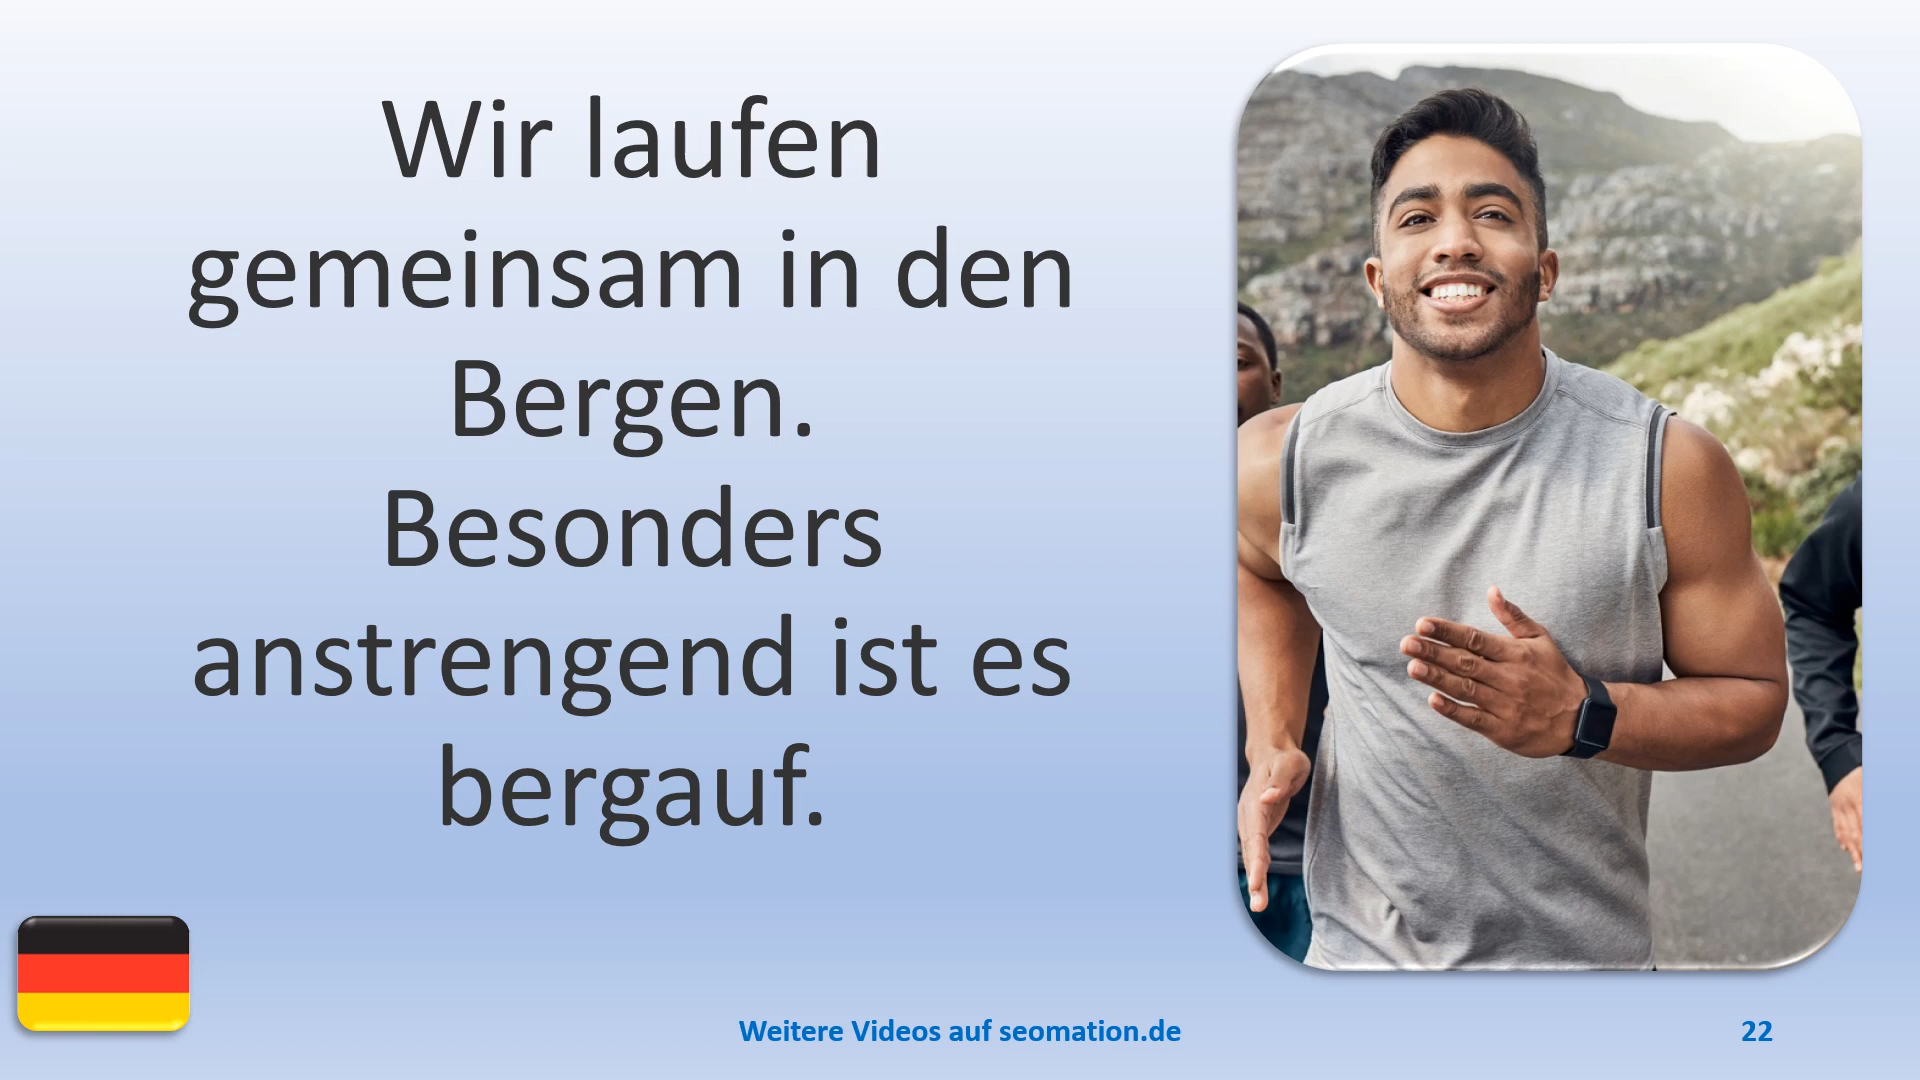 Wir laufen
gemeinsam in den
Bergen.
Besonders
anstrengend ist es
bergauf.
Weitere Videos auf seomation.de
22